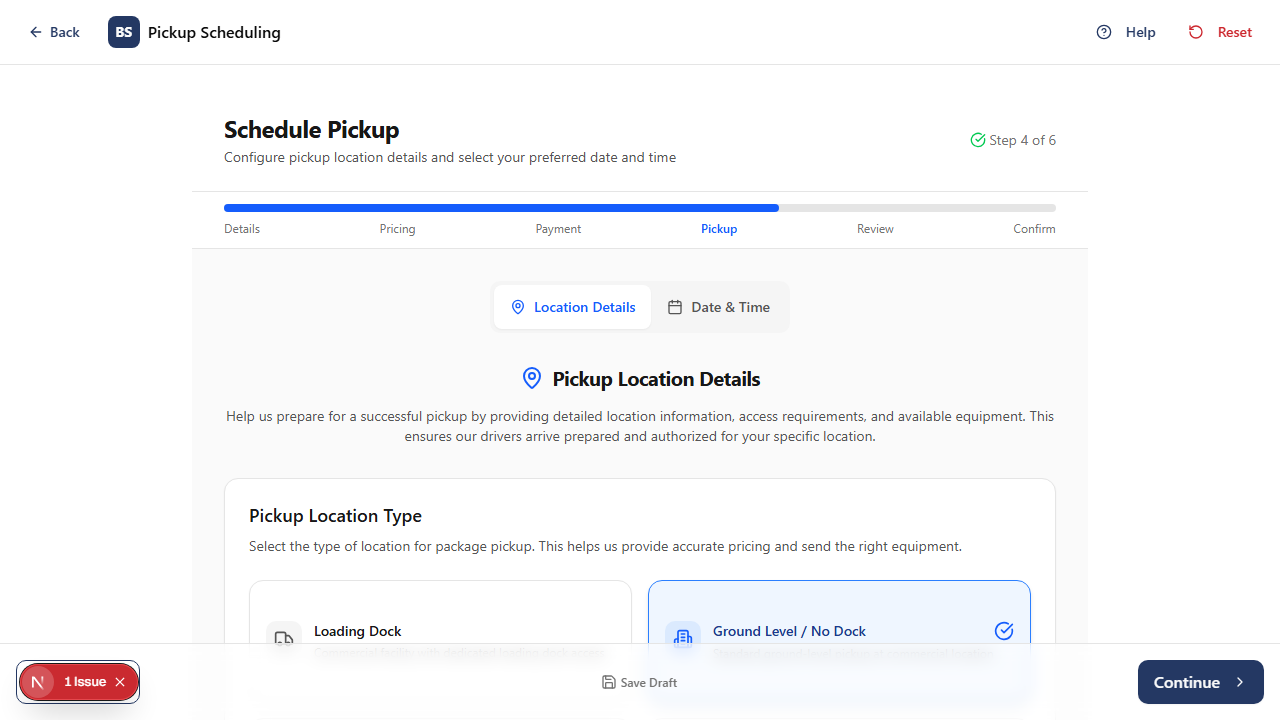 Back
BS
Pickup Scheduling
Help
Reset
Schedule Pickup
Configure pickup location details and select your preferred date and time
Step 4 of 6
Details
Pricing
Payment
Pickup
Review
Confirm
Location Details
Date & Time
Pickup Location Details
Help us prepare for a successful pickup by providing detailed location information, access requirements, and available equipment. This
ensures our drivers arrive prepared and authorized for your specific location.
Pickup Location Type
Select the type of location for package pickup. This helps us provide accurate pricing and send the right equipment.
Loading Dock
Ground Level / No Dock
N
1 Issue
Save Draft
Continue